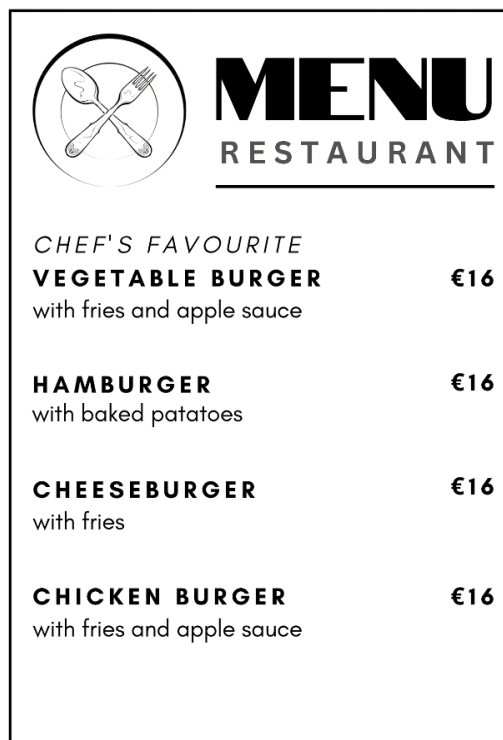 MENU
RESTAURANT
CHEF'S FAVOURITE
VEGETABLE BURGER €16
with fries and apple sauce
HAMBURGER €16
with baked patatoes
CHEESEBURGER €16
with fries
CHICKEN BURGER €16
with fries and apple sauce